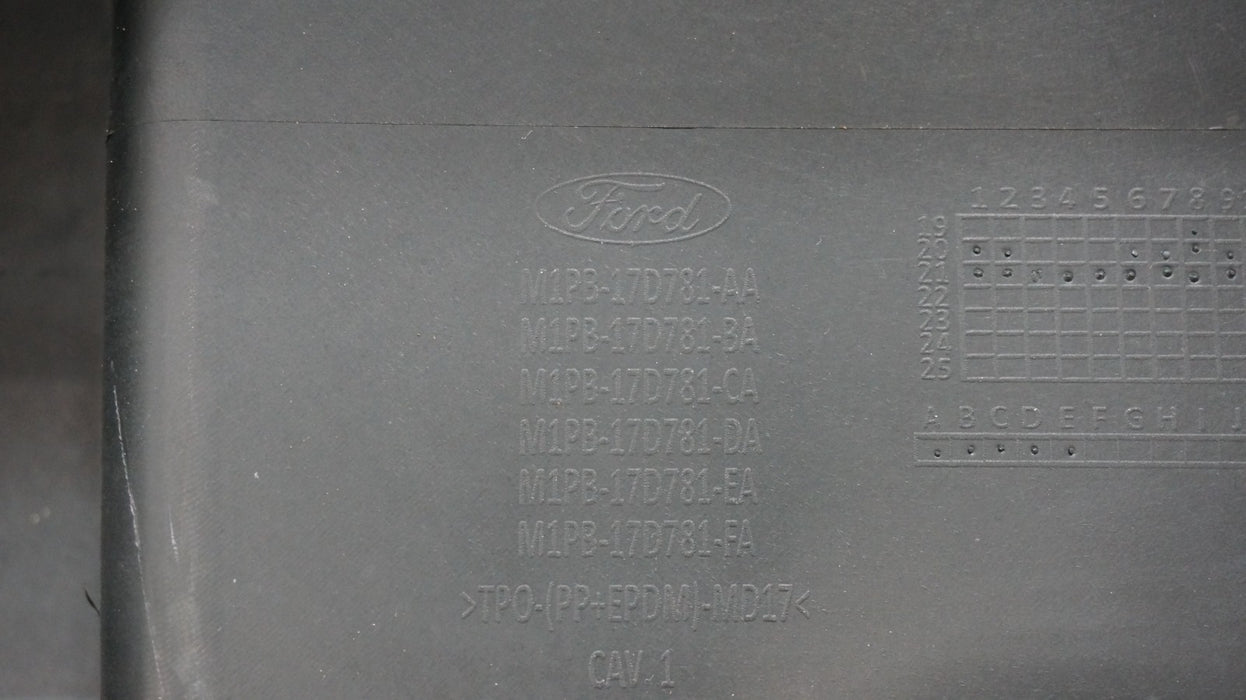 Ford
M1PB-17D781-AA
M1PB-17D781-BA
M1PB-17D781-CA
M1PB-17D781-DA
M1PB-17D781-EA
M1PB-17D781-FA
>TPO-(PP+EPDM)-MD17<
CAV.1
1 2 3 4 5 6 7 8 9
19
20
21
22
23
24
25
A B C D E F G H I J